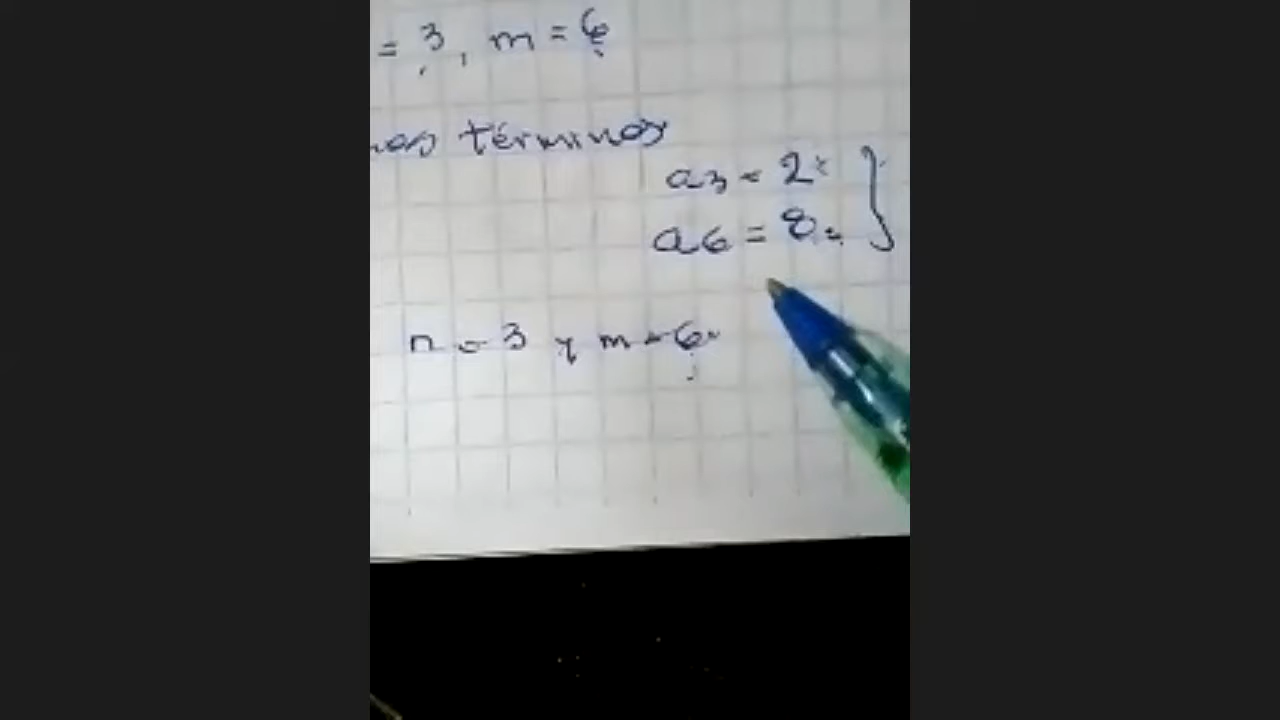 = 3, m = 6
términos
a3 = 2
a6 = 8
n = 3 y m = 6